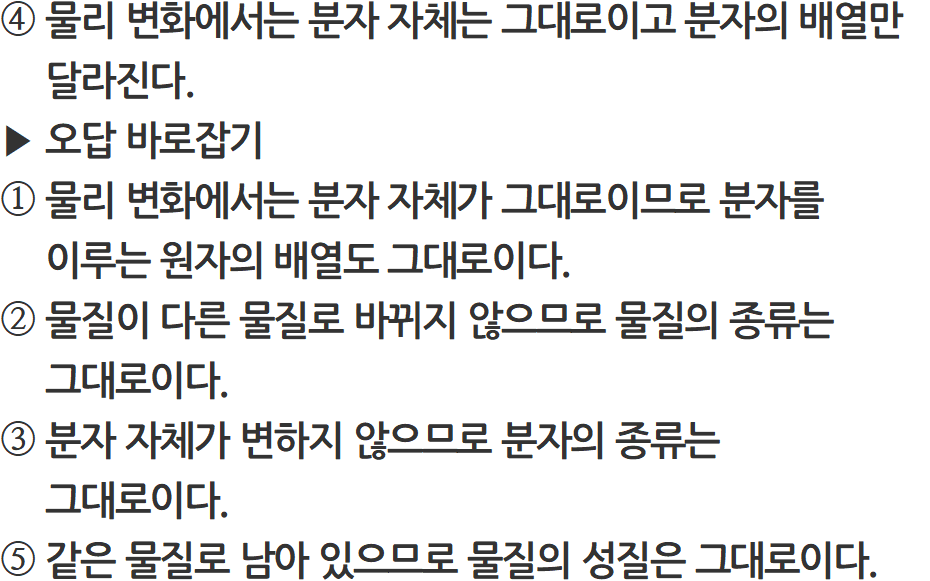 ④ 물리 변화에서는 분자 자체는 그대로이고 분자의 배열만
달라진다.
▶ 오답 바로잡기
① 물리 변화에서는 분자 자체가 그대로이므로 분자를
이루는 원자의 배열도 그대로이다.
② 물질이 다른 물질로 바뀌지 않으므로 물질의 종류는
그대로이다.
③ 분자 자체가 변하지 않으므로 분자의 종류는
그대로이다.
⑤ 같은 물질로 남아 있으므로 물질의 성질은 그대로이다.